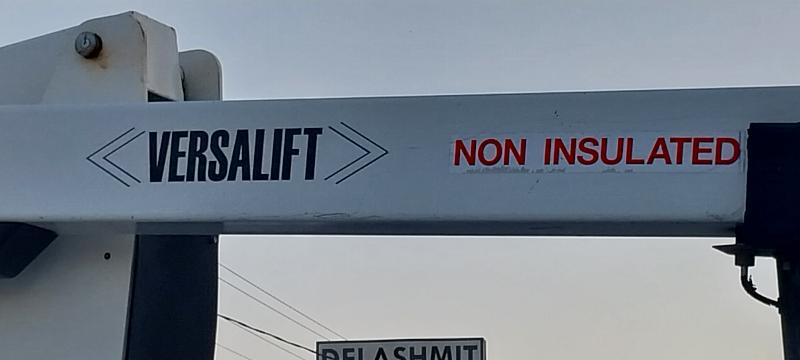 VERSALIFT
NON INSULATED
DELASHMIT